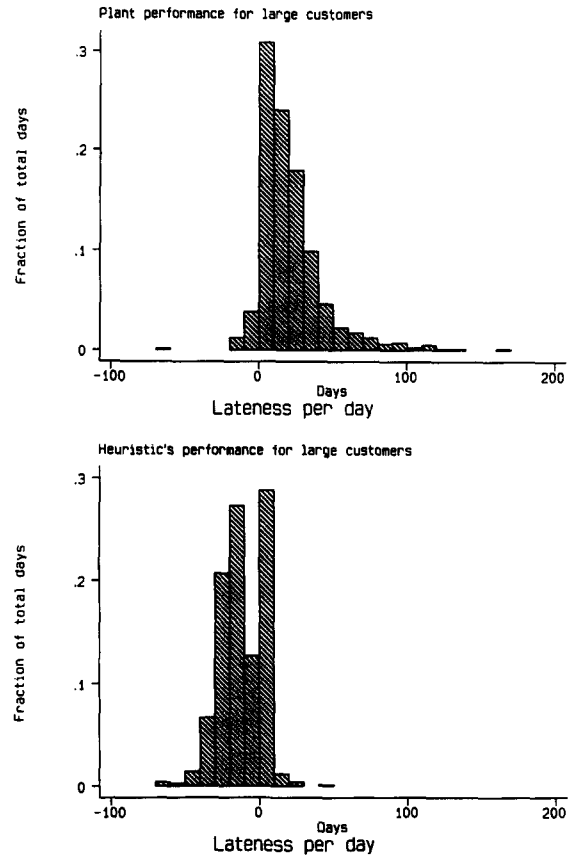 Plant performance for large customers
.3
.2
.1
0
Fraction of total days
-100 0 100 200
Days
Lateness per day
Heuristic's performance for large customers
.3
.2
.1
0
Fraction of total days
-100 0 100 200
Days
Lateness per day